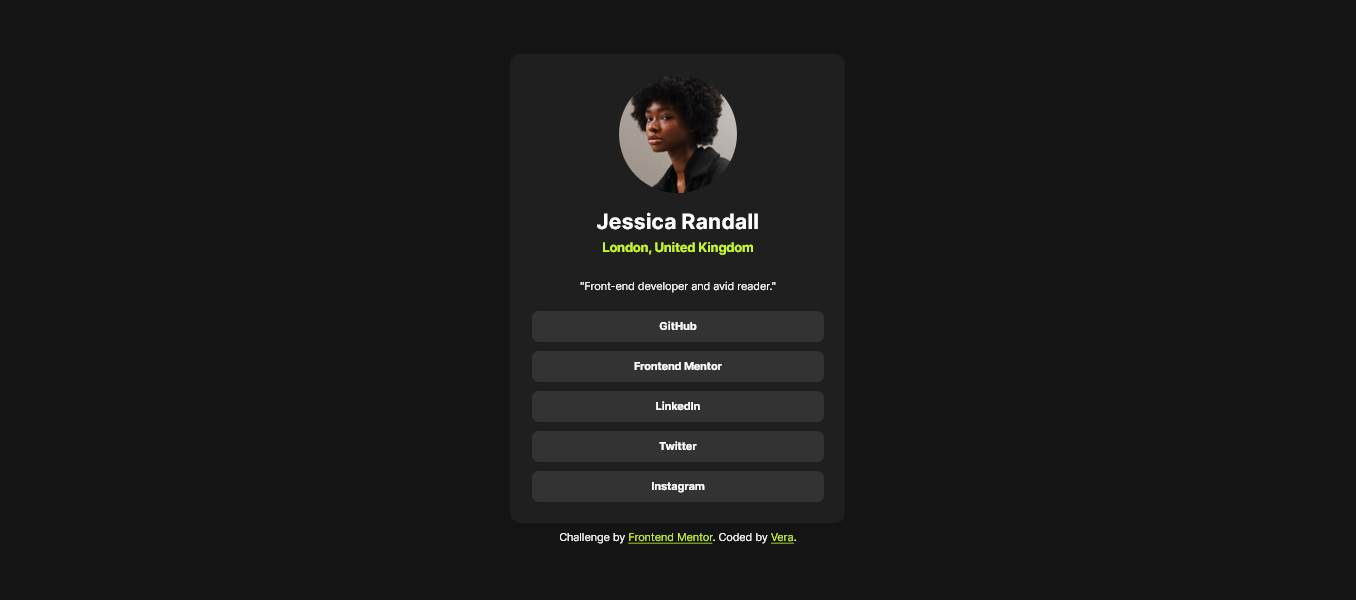 Jessica Randall
London, United Kingdom
"Front-end developer and avid reader."
GitHub
Frontend Mentor
LinkedIn
Twitter
Instagram
Challenge by Frontend Mentor. Coded by Vera.